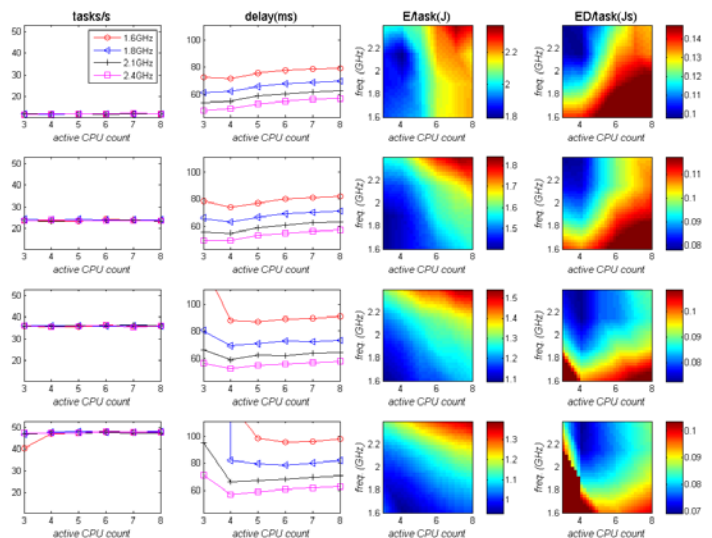 tasks/s delay(ms) E/task(J) ED/task(Js)
50 40 30 20
1.6GHz
1.8GHz
2.1GHz
2.4GHz
3 4 5 6 7 8
active CPU count
100 80 60
3 4 5 6 7 8
active CPU count
freq. (GHz)
2.2 2 1.8 1.6
4 6 8
active CPU count
2.3 2.2 2.1 2 1.9 1.8
freq. (GHz)
2.2 2 1.8 1.6
4 6 8
active CPU count
0.14 0.13 0.12 0.11 0.1
50 40 30 20
3 4 5 6 7 8
active CPU count
100 80 60
3 4 5 6 7 8
active CPU count
freq. (GHz)
2.2 2 1.8 1.6
4 6 8
active CPU count
1.8 1.7 1.6 1.5
freq. (GHz)
2.2 2 1.8 1.6
4 6 8
active CPU count
0.11 0.1 0.09 0.08
50 40 30 20
3 4 5 6 7 8
active CPU count
100 80 60
3 4 5 6 7 8
active CPU count
freq. (GHz)
2.2 2 1.8 1.6
4 6 8
active CPU count
1.5 1.4 1.3 1.2 1.1 1
freq. (GHz)
2.2 2 1.8 1.6
4 6 8
active CPU count
0.1 0.09 0.08
50 40 30 20
3 4 5 6 7 8
active CPU count
100 80 60
3 4 5 6 7 8
active CPU count
freq. (GHz)
2.2 2 1.8 1.6
4 6 8
active CPU count
1.3 1.2 1.1 1
freq. (GHz)
2.2 2 1.8 1.6
4 6 8
active CPU count
0.1 0.09 0.08 0.07